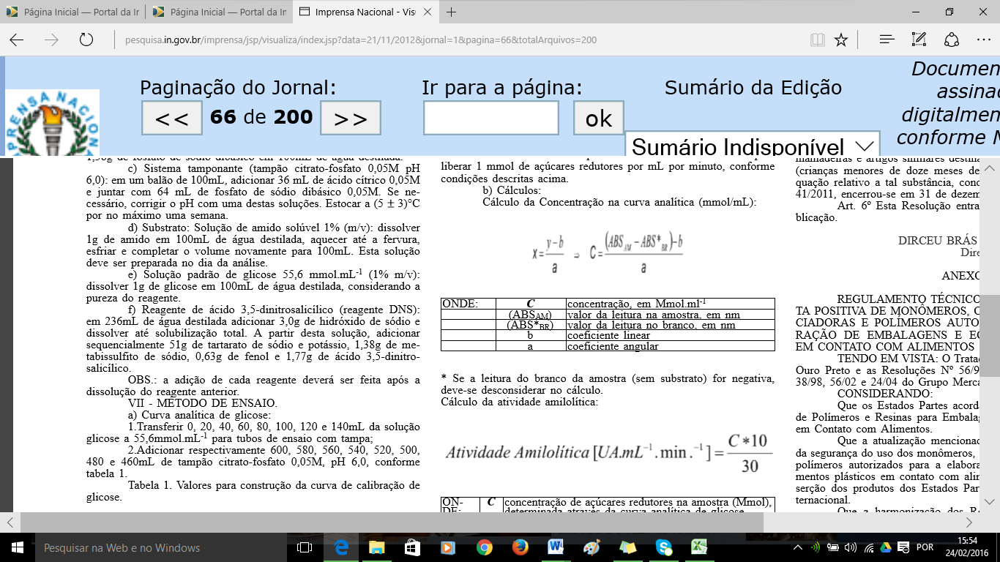 Página Inicial — Portal da Ir
Página Inicial — Portal da In
Imprensa Nacional - Visu
pesquisa.in.gov.br/imprensa/jsp/visualiza/index.jsp?data=21/11/2012&jornal=1&pagina=66&totalArquivos=200
PRENSA NACION
Paginação do Jornal:
<< 66 de 200 >>
Ir para a página:
ok
Sumário da Edição
Sumário Indisponível
Documen
assinad
digitalmen
conforme M
1,56g de fosfato de sódio dibásico em 100mL de água destilada.
c) Sistema tamponante (tampão citrato-fosfato 0,05M pH
6,0): em um balão de 100mL, adicionar 36 mL de ácido cítrico 0,05M
e juntar com 64 mL de fosfato de sódio dibásico 0,05M. Se ne-
cessário, corrigir o pH com uma destas soluções. Estocar a (5 ± 3)°C
por no máximo uma semana.
d) Substrato: Solução de amido solúvel 1% (m/v): dissolver
1g de amido em 100mL de água destilada, aquecer até a fervura,
esfriar e completar o volume novamente para 100mL. Esta solução
deve ser preparada no dia da análise.
e) Solução padrão de glicose 55,6 mmol.mL-1 (1% m/v):
dissolver 1g de glicose em 100mL de água destilada, considerando a
pureza do reagente.
f) Reagente de ácido 3,5-dinitrosalicílico (reagente DNS):
em 236mL de água destilada adicionar 3,0g de hidróxido de sódio e
dissolver até solubilização total. A partir desta solução, adicionar
sequencialmente 51g de tartarato de sódio e potássio, 1,38g de me-
tabissulfito de sódio, 0,63g de fenol e 1,77g de ácido 3,5-dinitro-
salicílico.
OBS.: a adição de cada reagente deverá ser feita após a
dissolução do reagente anterior.
VII - MÉTODO DE ENSAIO.
a) Curva analítica de glicose:
1.Transferir 0, 20, 40, 60, 80, 100, 120 e 140mL da solução
glicose a 55,6mmol.mL-1 para tubos de ensaio com tampa;
2.Adicionar respectivamente 600, 580, 560, 540, 520, 500,
480 e 460mL de tampão citrato-fosfato 0,05M, pH 6,0, conforme
tabela 1.
Tabela 1. Valores para construção da curva de calibração de
glicose.
liberar 1 mmol de açúcares redutores por mL por minuto, conforme
condições descritas acima.
b) Cálculos:
Cálculo da Concentração na curva analítica (mmol/mL):
x = y – b / a ⇒ C = (ABS AM – ABS* BR) – b / a
ONDE: C concentração, em Mmol.ml-1
(ABSAM) valor da leitura na amostra, em nm
(ABS*BR) valor da leitura no branco, em nm
b coeficiente linear
a coeficiente angular
* Se a leitura do branco da amostra (sem substrato) for negativa,
deve-se desconsiderar no cálculo.
Cálculo da atividade amilolítica:
Atividade Amilolítica [UA.mL−1.min.−1] = C * 10 / 30
ON-
DE: C concentração de açúcares redutores na amostra (Mmol),
determinada através da curva analítica de glicose
mamadeiras e artigos similares destina
(crianças menores de doze meses de
quação relativo a tal substância, conc
41/2011, encerrou-se em 31 de dezem
Art. 6º Esta Resolução entra
blicação.
DIRCEU BRÁS
Dire
ANEXO
REGULAMENTO TÉCNICO
TA POSITIVA DE MONÔMEROS, O
CIADORAS E POLÍMEROS AUTO
RAÇÃO DE EMBALAGENS E EQ
EM CONTATO COM ALIMENTOS
TENDO EM VISTA: O Tratad
Ouro Preto e as Resoluções Nº 56/9
38/98, 56/02 e 24/04 do Grupo Merca
CONSIDERANDO:
Que os Estados Partes acorda
de Polímeros e Resinas para Embalag
em Contato com Alimentos.
Que a atualização mencionad
da segurança do uso dos monômeros,
polímeros autorizados para a elabora
mentos plásticos em contato com alim
serção dos produtos dos Estados Par
ternacional.
Que a harmonização dos Re
Pesquisar na Web e no Windows
POR
15:54
24/02/2016